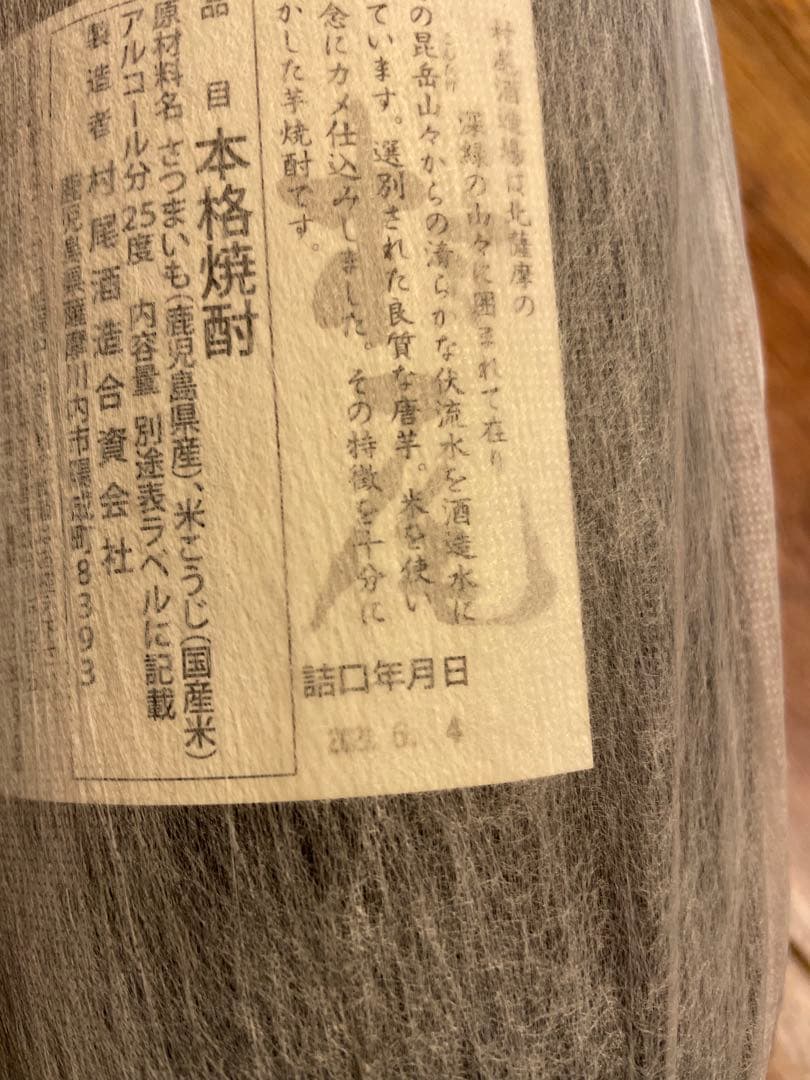 村尾酒造場は北薩摩の
深緑の山々に囲まれて在り
の昆岳山々からの清らかな伏流水を酒造水に
ています。選別された良質な唐芋。米を使い
念にカメ仕込みしました。その特徴を十分に
かした芋焼酎です。
村尾
詰口年月日
6. 4
品目 本格焼酎
原材料名 さつまいも(鹿児島県産)、米こうじ(国産米)
アルコール分25度 内容量 別途表ラベルに記載
製造者 村尾酒造合資会社
鹿児島県薩摩川内市陽成町8393